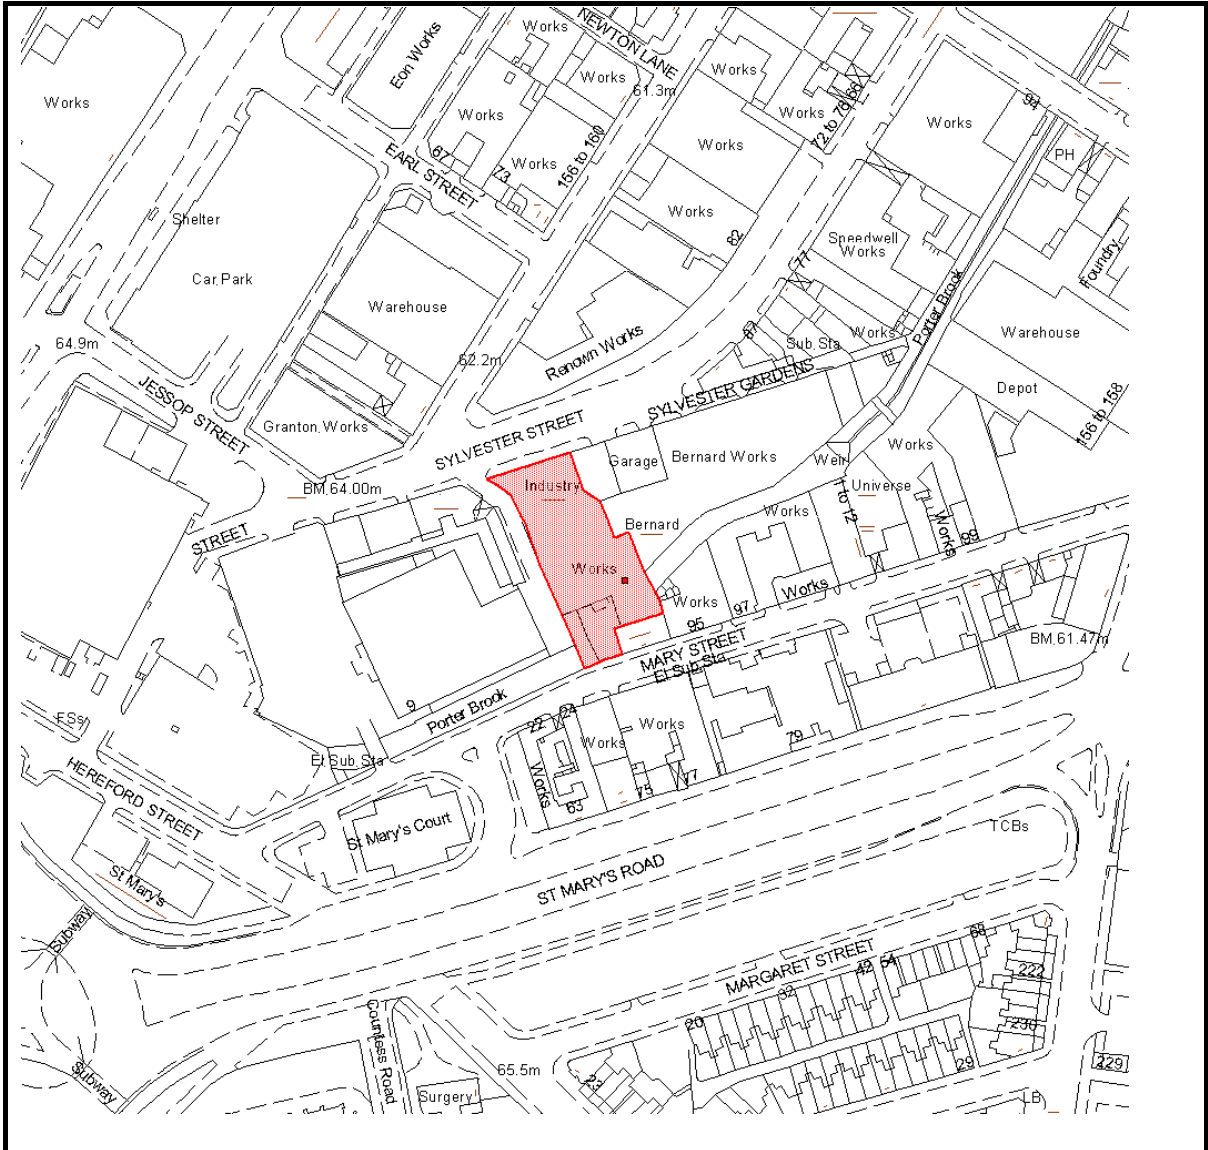 NEWTON LANE
Works
Eon Works
Works
Works
Works
61.3m
Works
72 to 76
66
Works
94
Works
Works
67
EARL STREET
73
Works
156 to 160
Works
PH
Shelter
Works
82
Speedwell
Works
77
Foundry
Car Park
Warehouse
Porter Brook
Renown Works
67
Works
Sub Sta
Warehouse
64.9m
62.2m
JESSOP STREET
SYLVESTER GARDENS
Depot
156 to 158
Granton Works
SYLVESTER STREET
Garage
Bernard Works
Weir
Works
BM 64.00m
Industry
1 to 12
Universe
Bernard
Works
Works
99
STREET
Works
Works
97
Works
95
MARY STREET
El Sub Sta
BM 61.47m
9
Porter Brook
FSs
22
24
Works
Works
79
El Sub Sta
Works
77
75
63
HEREFORD STREET
St Mary's Court
TCBs
St Mary's
ST MARY'S ROAD
Subway
MARGARET STREET
68
54
42
32
222
20
230
Countess Road
65.5m
29
229
23
Subway
Surgery
LB